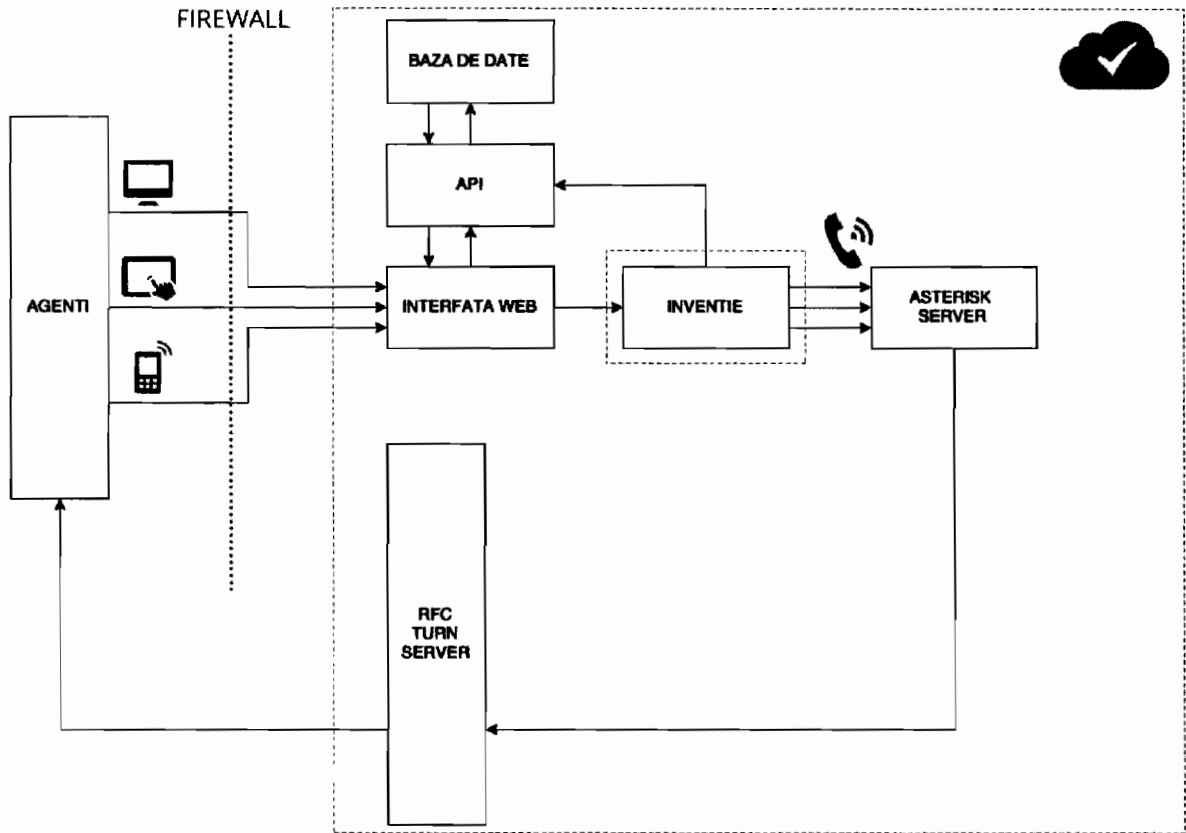 FIREWALL
BAZA DE DATE
API
AGENTI
INTERFATA WEB
INVENTIE
ASTERISK
SERVER
RFC
TURN
SERVER